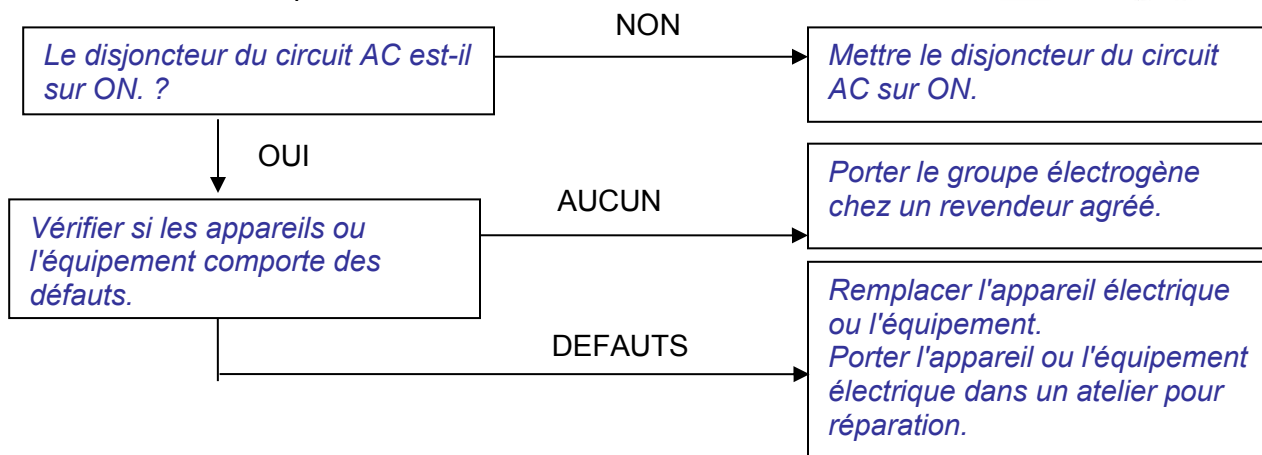 NON
Le disjoncteur du circuit AC est-il
sur ON. ?
Mettre le disjoncteur du circuit
AC sur ON.
OUI
AUCUN
Porter le groupe électrogène
chez un revendeur agréé.
Vérifier si les appareils ou
l'équipement comporte des
défauts.
DEFAUTS
Remplacer l'appareil électrique
ou l'équipement.
Porter l'appareil ou l'équipement
électrique dans un atelier pour
réparation.